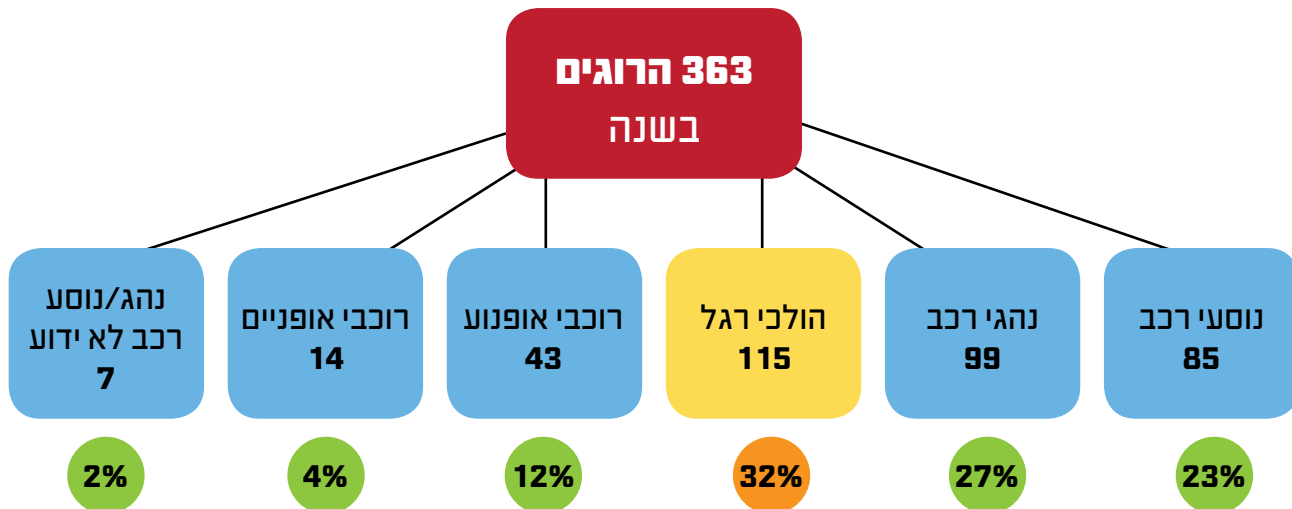 363 הרוגים
בשנה
נוסעי רכב
85
נהגי רכב
99
הולכי רגל
115
רוכבי אופנוע
43
רוכבי אופניים
14
נהג/נוסע
רכב לא ידוע
7
23%
27%
32%
12%
4%
2%